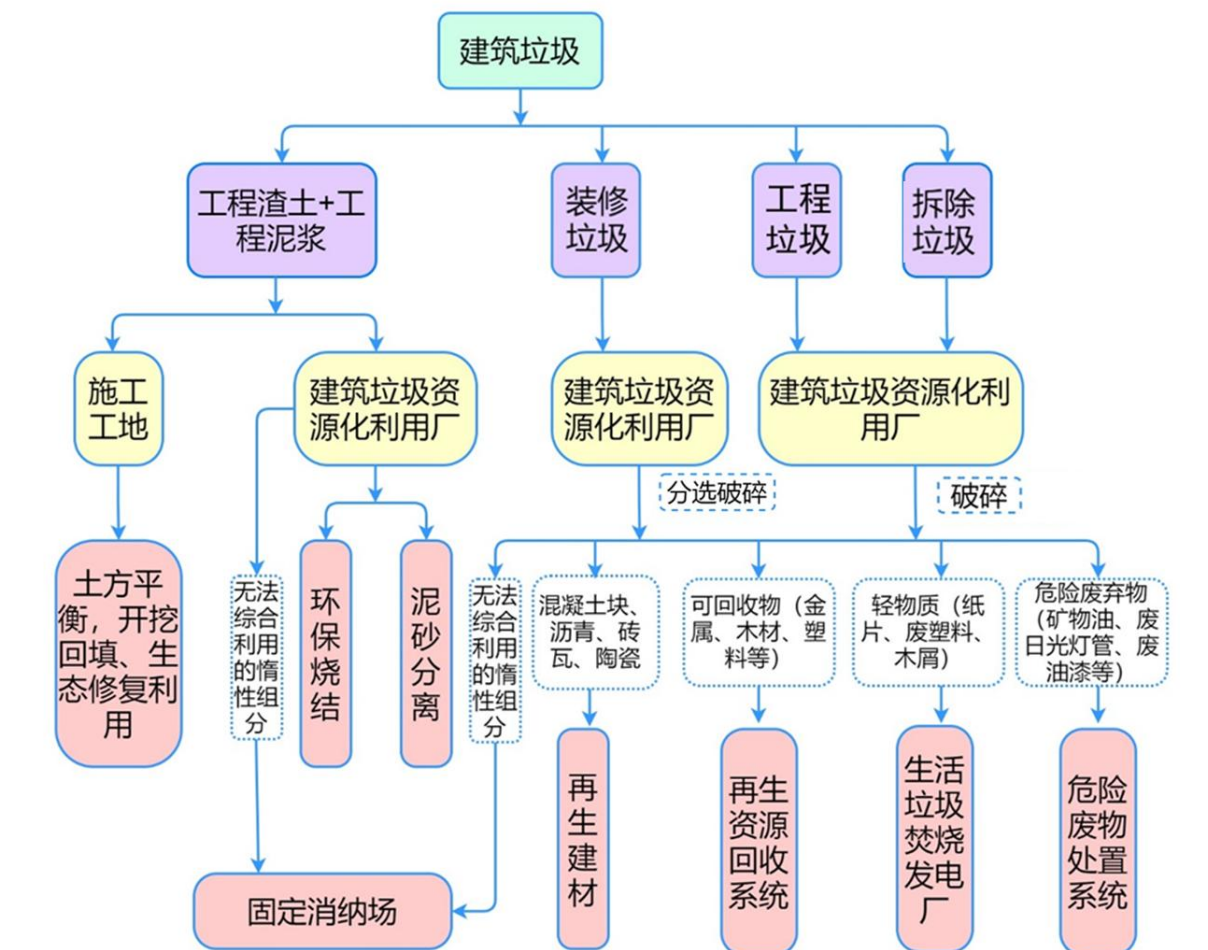 建筑垃圾
工程渣土+工
程泥浆
装修
垃圾
工程
垃圾
拆除
垃圾
施工
工地
建筑垃圾资
源化利用厂
建筑垃圾资
源化利用厂
建筑垃圾资源化利
用厂
分选破碎
破碎
土方平
衡，开挖
回填、生
态修复利
用
无法
综合
利用
的惰
性组
分
环
保
烧
结
泥
砂
分
离
无法
综合
利用
的惰
性组
分
混凝土块、
沥青、砖
瓦、陶瓷
可回收物（金
属、木材、塑
料等）
轻物质（纸
片、废塑料、
木屑）
危险废弃物
（矿物油、废
日光灯管、废
油漆等）
固定消纳场
再
生
建
材
再生
资源
回收
系统
生活
垃圾
焚烧
发电
厂
危险
废物
处置
系统